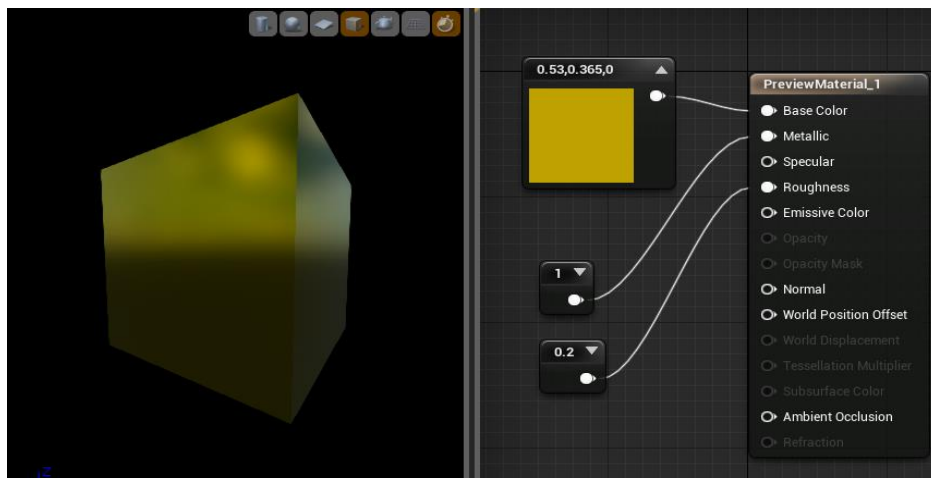 0.53,0.365,0
PreviewMaterial_1
Base Color
Metallic
Specular
Roughness
Emissive Color
Opacity
Opacity Mask
1
Normal
World Position Offset
World Displacement
0.2
Tessellation Multiplier
Subsurface Color
Ambient Occlusion
Refraction
Z